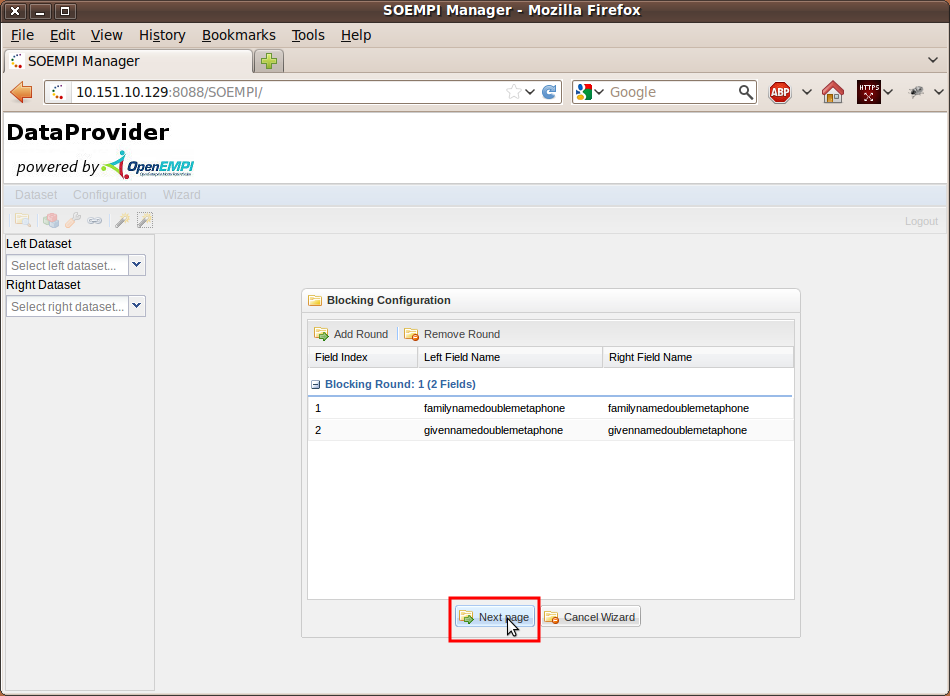 SOEMPI Manager - Mozilla Firefox
File Edit View History Bookmarks Tools Help
SOEMPI Manager
10.151.10.129:8088/SOEMPI/ Google ABP HTTPS
DataProvider
powered by OpenEMPI
Dataset Configuration Wizard
Logout
Left Dataset
Select left dataset...
Right Dataset
Select right dataset...
Blocking Configuration
Add Round Remove Round
Field Index Left Field Name Right Field Name
Blocking Round: 1 (2 Fields)
1 familynamedoublemetaphone familynamedoublemetaphone
2 givennamedoublemetaphone givennamedoublemetaphone
Next page Cancel Wizard